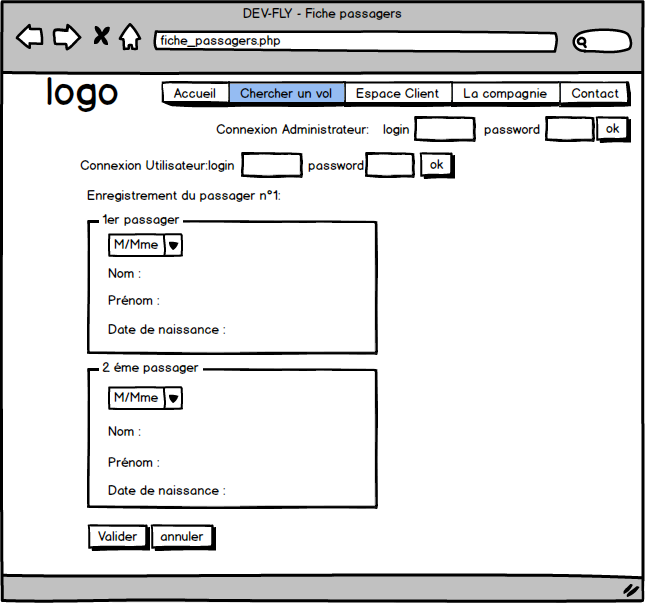 DEV-FLY - Fiche passagers
fiche_passagers.php
logo
Accueil Chercher un vol Espace Client La compagnie Contact
Connexion Administrateur: login password ok
Connexion Utilisateur:login password ok
Enregistrement du passager n°1:
1er passager
M/Mme
Nom :
Prénom :
Date de naissance :
2 éme passager
M/Mme
Nom :
Prénom :
Date de naissance :
Valider annuler